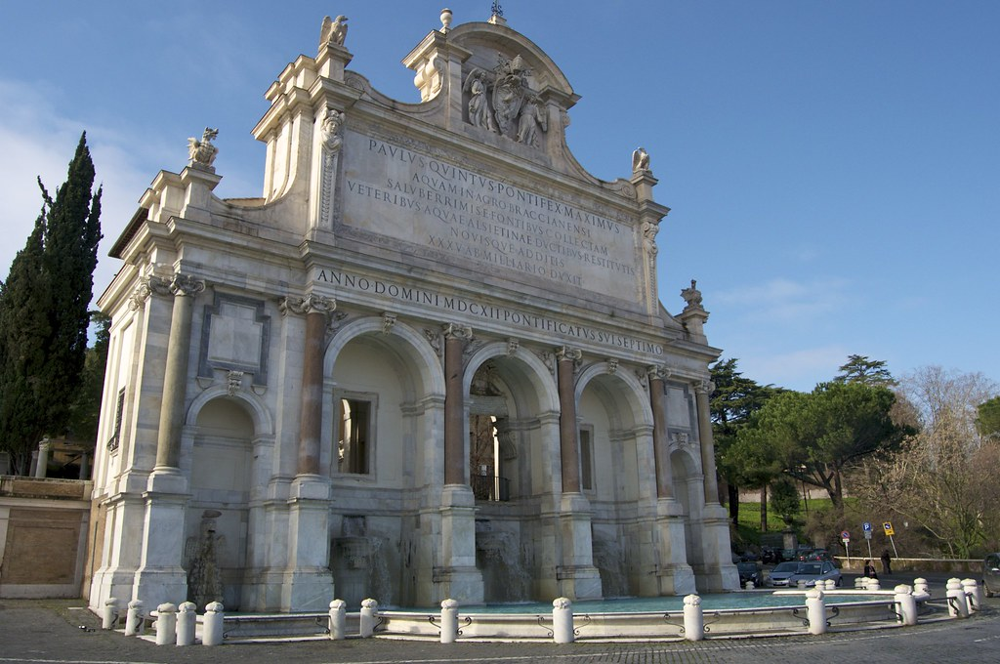 PAVLVS QVINTVS PONTIFEX MAXIMVS
AQVAM IN AGRO BRACCIANENSI
SALVBERRIMIS E FONTIBVS COLLECTAM
VETERIBVS AQVAE ALSIETINAE DVCTIBVS RESTITVTIS
NOVISQVE ADDITIS
XXXV AB MILLIARIO DVXIT
ANNO DOMINI MDCXII PONTIFICATVS SVI SEPTIMO
P